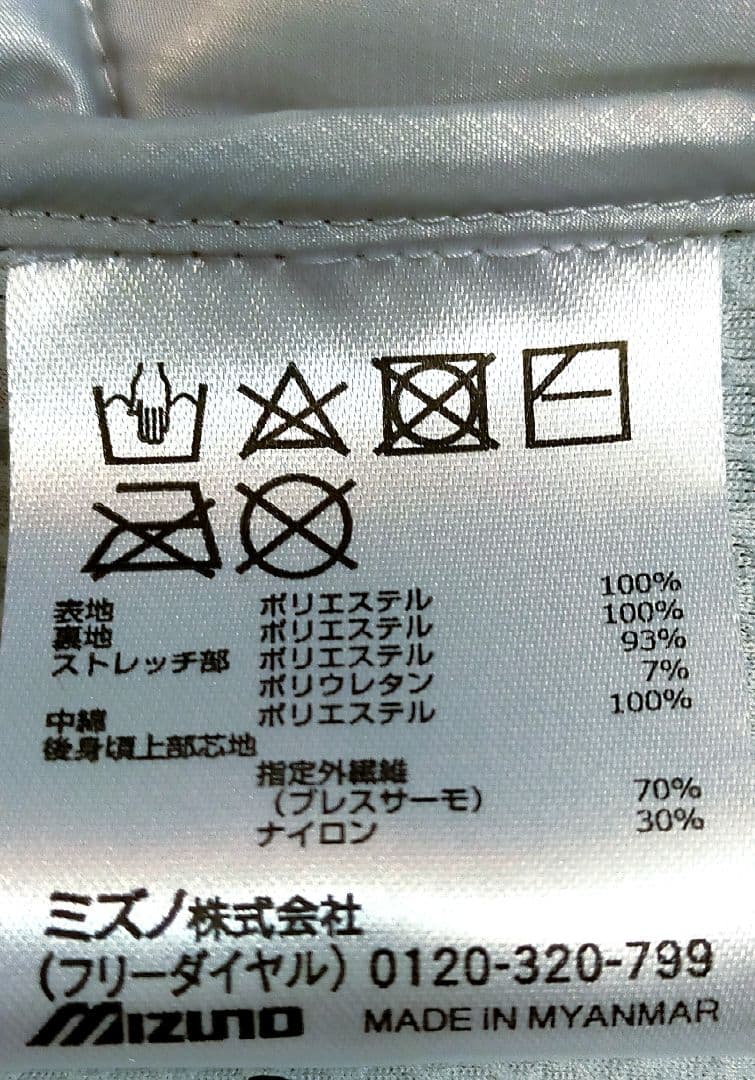 表地 ポリエステル 100%
裏地 ポリエステル 100%
ストレッチ部 ポリエステル 93%
ポリウレタン 7%
中綿 ポリエステル 100%
後身頃上部芯地
指定外繊維
(ブレスサーモ) 70%
ナイロン 30%
ミズノ株式会社
(フリーダイヤル) 0120-320-799
MIZUNO MADE iN MYANMAR